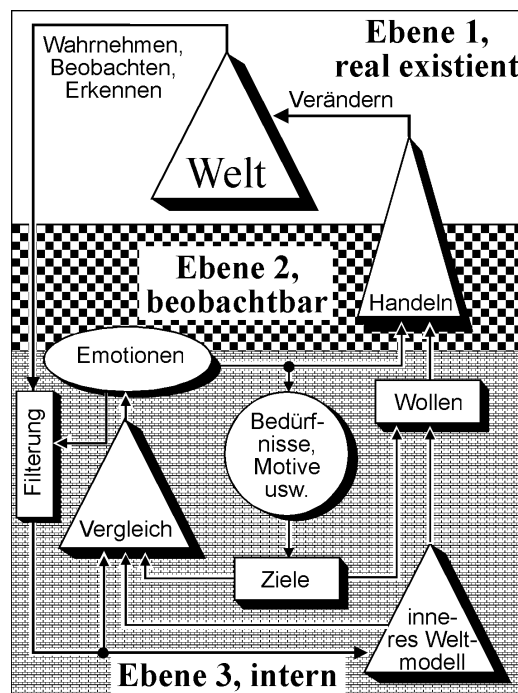 Wahrnehmen,
Beobachten,
Erkennen
Ebene 1,
real existient
Verändern
Welt
Ebene 2,
beobachtbar
Handeln
Emotionen
Wollen
Filterung
Bedürf-
nisse,
Motive
usw.
Vergleich
Ziele
inne-
res Welt-
modell
Ebene 3, intern